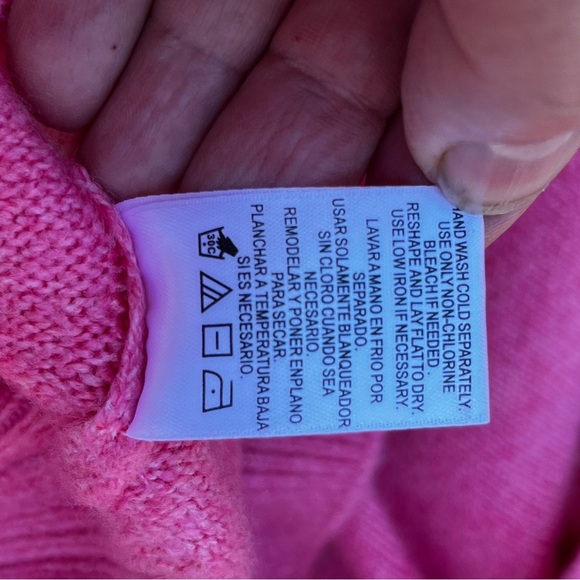 HAND WASH COLD SEPARATELY.
USE ONLY NON-CHLORINE
BLEACH IF NEEDED.
RESHAPE AND LAY FLAT TO DRY.
USE LOW IRON IF NECESSARY.
LAVAR A MANO EN FRIO POR
SEPARADO.
USAR SOLAMENTE BLANQUEADOR
SIN CLORO CUANDO SEA
NECESARIO.
REMODELAR Y PONER EN PLANO
PARA SECAR.
PLANCHAR A TEMPERATURA BAJA
SI ES NECESARIO.
30C